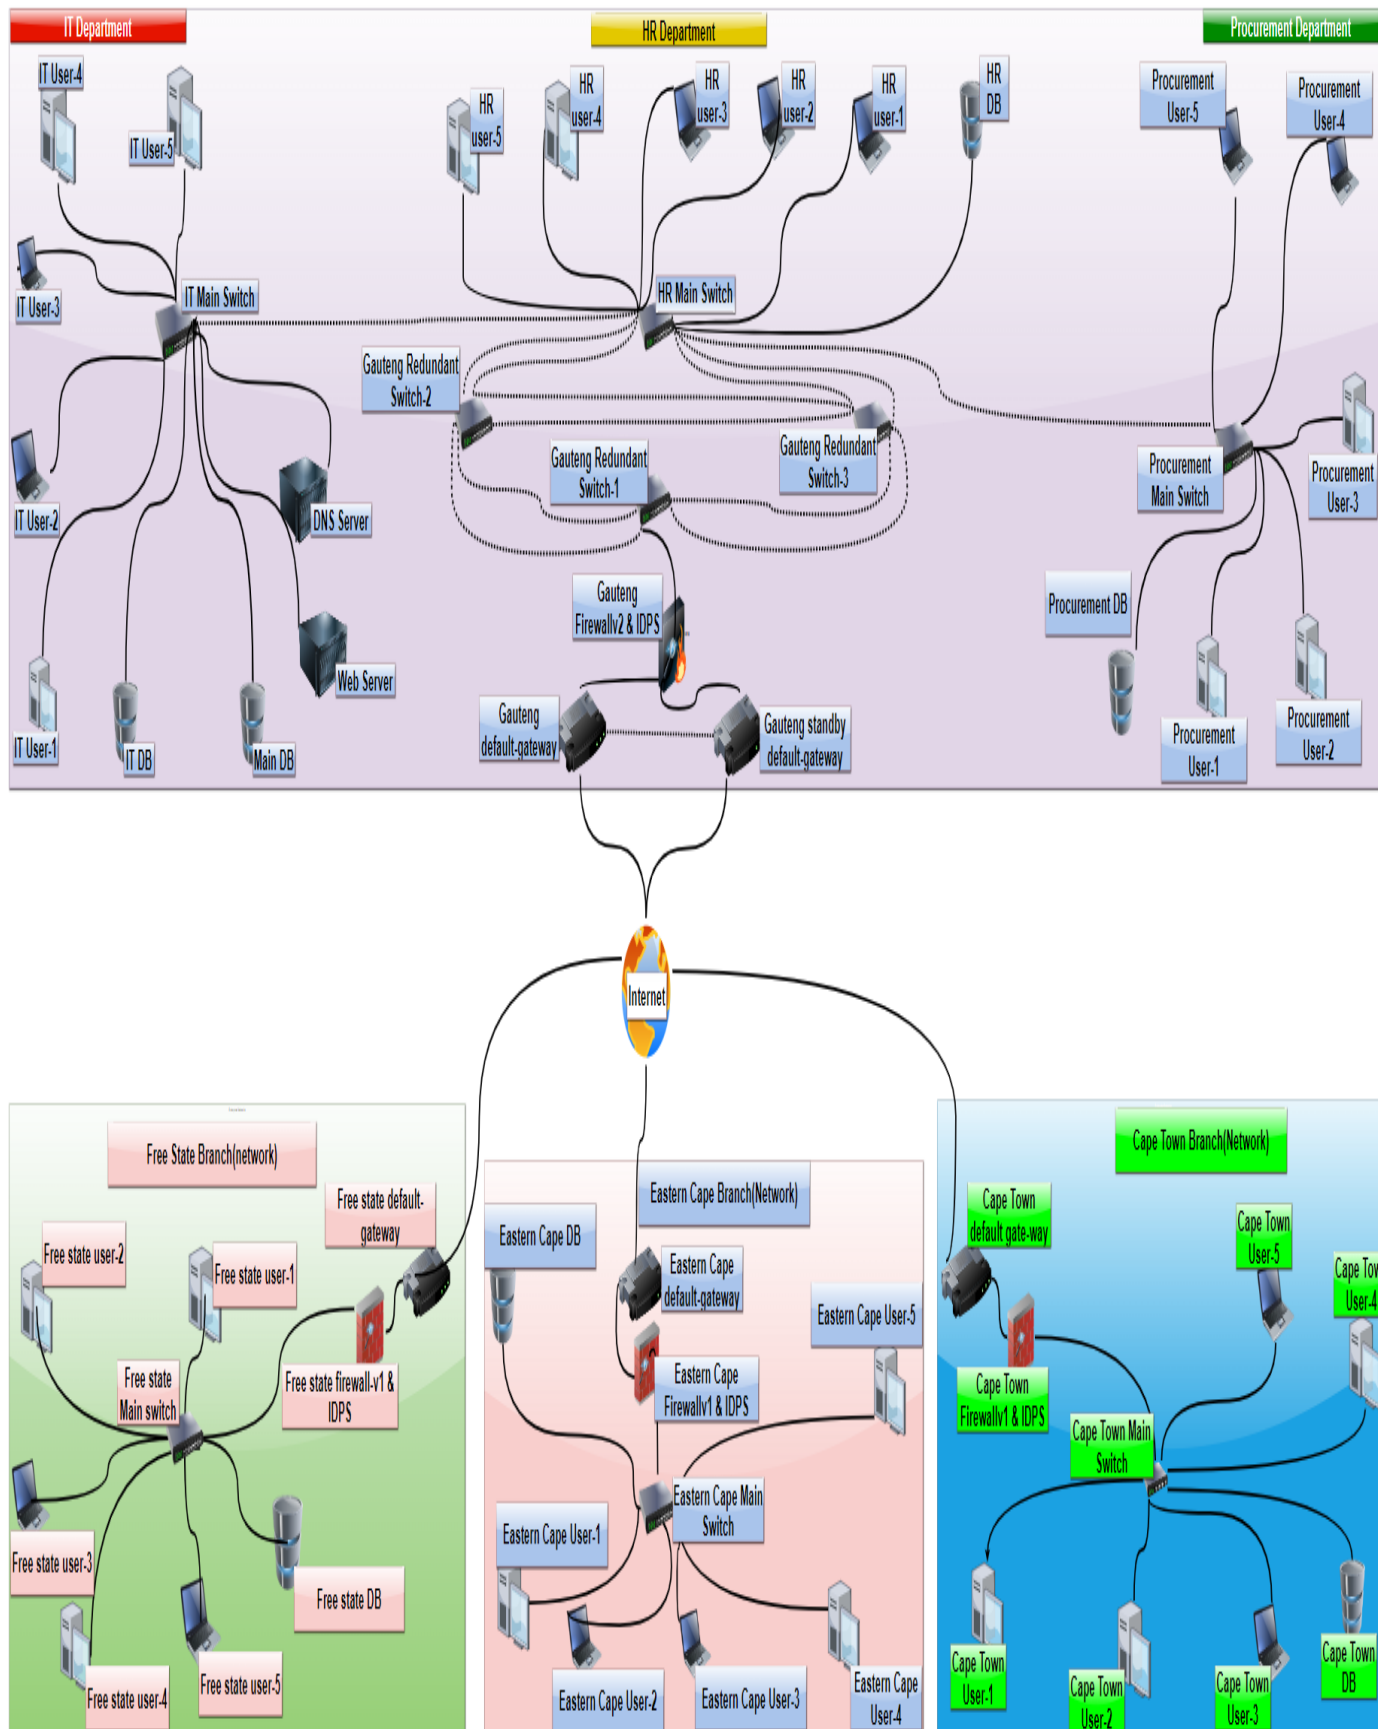 IT Department
HR Department
Procurement Department
IT User-4
IT User-5
HR
user-5
HR
user-4
HR
user-3
HR
user-2
HR
user-1
HR
DB
Procurement
User-5
Procurement
User-4
IT User-3
IT Main Switch
HR Main Switch
Gauteng Redundant
Switch-2
Gauteng Redundant
Switch-1
Gauteng Redundant
Switch-3
Procurement
Main Switch
Procurement
User-3
IT User-2
DNS Server
Gauteng
Firewallv2 & IDPS
Procurement DB
Web Server
IT User-1
IT DB
Main DB
Gauteng
default-gateway
Gauteng standby
default-gateway
Procurement
User-1
Procurement
User-2
Internet
Free State Branch(network)
Free state default-
gateway
Free state user-2
Free state user-1
Free state
Main switch
Free state firewall-v1 &
IDPS
Free state user-3
Free state DB
Free state user-4
Free state user-5
Eastern Cape Branch(Network)
Eastern Cape DB
Eastern Cape
default-gateway
Eastern Cape User-5
Eastern Cape
Firewallv1 & IDPS
Eastern Cape Main
Switch
Eastern Cape User-1
Eastern Cape User-2
Eastern Cape User-3
Eastern Cape
User-4
Cape Town Branch(Network)
Cape Town
default gate-way
Cape Town
User-5
Cape Tow
User-4
Cape Town
Firewallv1 & IDPS
Cape Town Main
Switch
Cape Town
User-1
Cape Town
User-2
Cape Town
User-3
Cape Town
DB